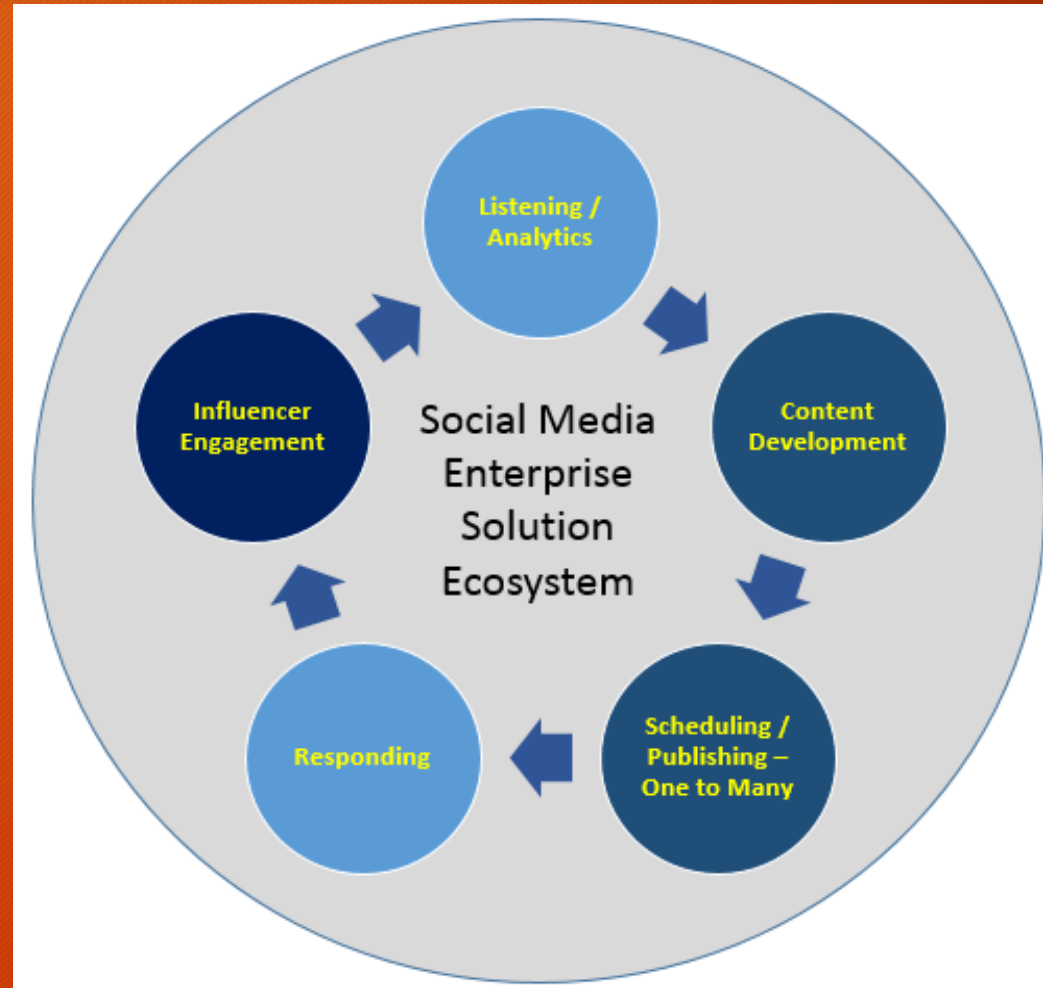 Listening /
Analytics
Content
Development
Scheduling /
Publishing –
One to Many
Responding
Influencer
Engagement
Social Media
Enterprise
Solution
Ecosystem